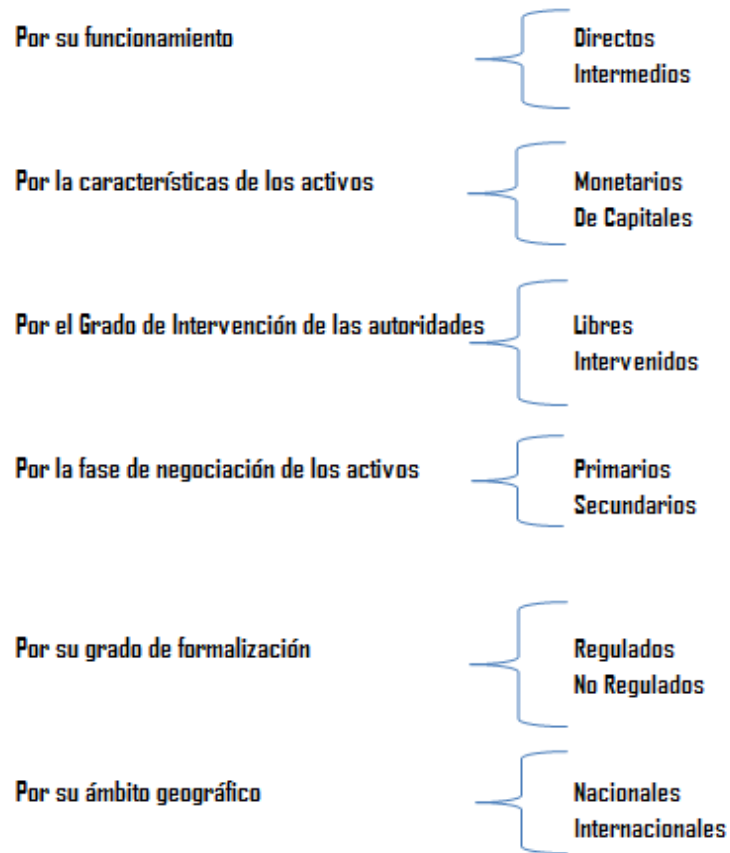 Por su funcionamiento
Directos
Intermedios
Por la características de los activos
Monetarios
De Capitales
Por el Grado de Intervención de las autoridades
Libres
Intervenidos
Por la fase de negociación de los activos
Primarios
Secundarios
Por su grado de formalización
Regulados
No Regulados
Por su ámbito geográfico
Nacionales
Internacionales